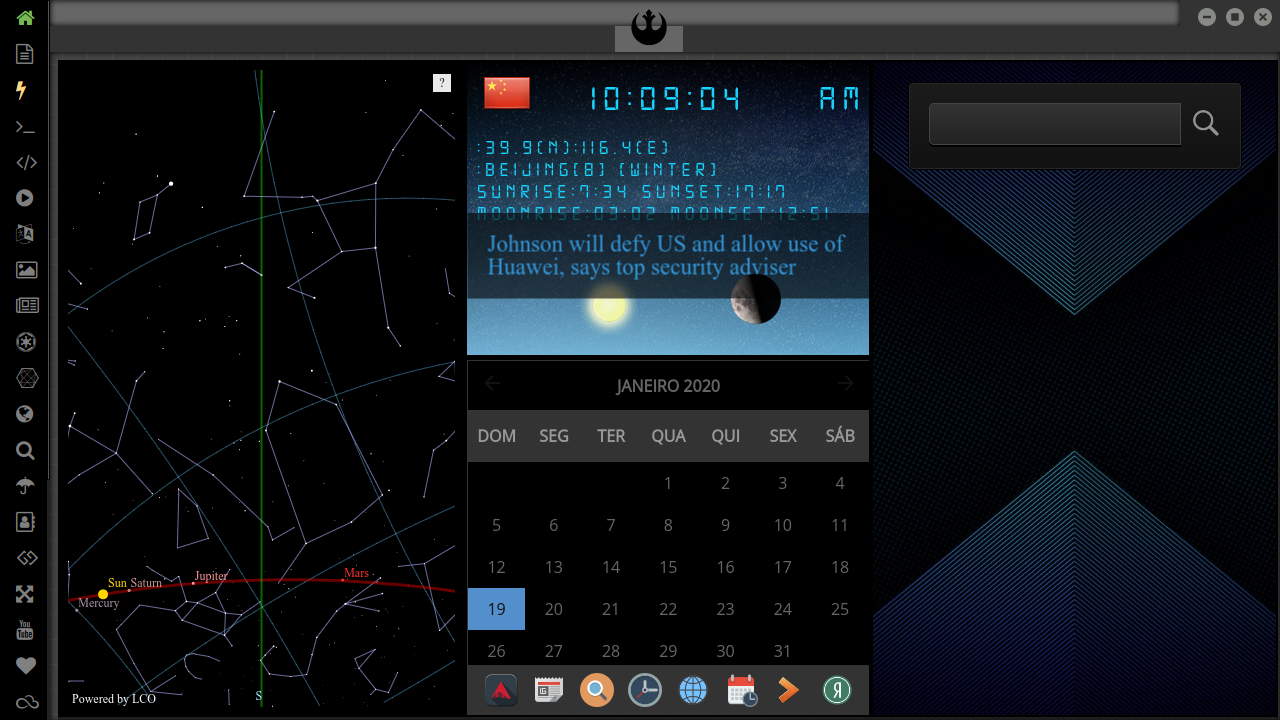 ?
Sun Saturn
Jupiter
Mars
Mercury
Powered by LCO
S
10:09:04 AM
:39.9(N):116.4(E)
:BEIJING[8] [WINTER]
SUNRISE:7:34 SUNSET:17:17
MOONRISE:03:02 MOONSET:12:51
Johnson will defy US and allow use of
Huawei, says top security adviser
JANEIRO 2020
DOM SEG TER QUA QUI SEX SÁB
1 2 3 4
5 6 7 8 9 10 11
12 13 14 15 16 17 18
19 20 21 22 23 24 25
26 27 28 29 30 31
You
Tube
Я